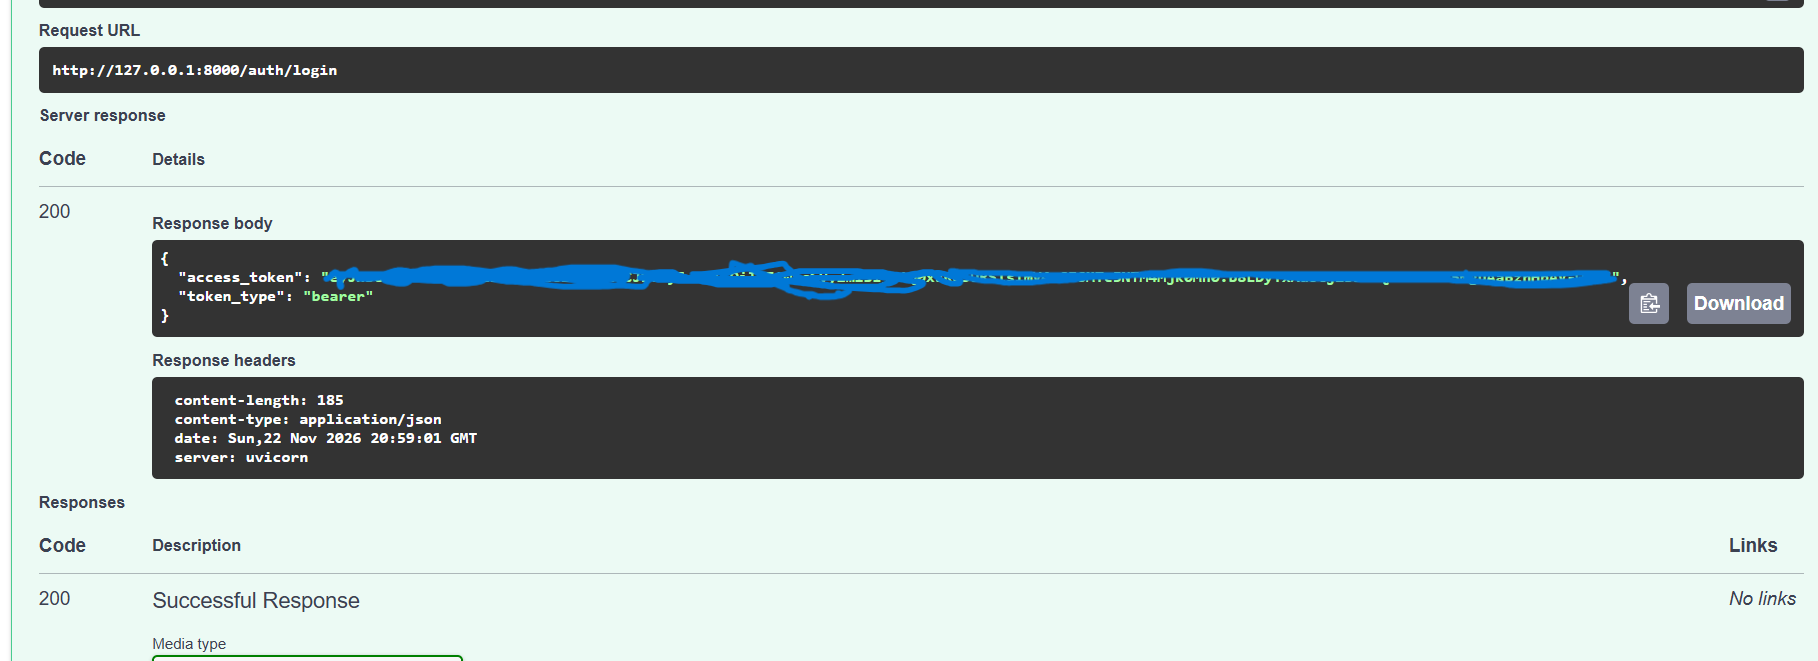 Request URL
http://127.0.0.1:8000/auth/login
Server response
Code Details
200
Response body
{
"access_token": "
",
"token_type": "bearer"
}
Download
Response headers
content-length: 185
content-type: application/json
date: Sun,22 Nov 2026 20:59:01 GMT
server: uvicorn
Responses
Code Description Links
200 Successful Response No links
Media type